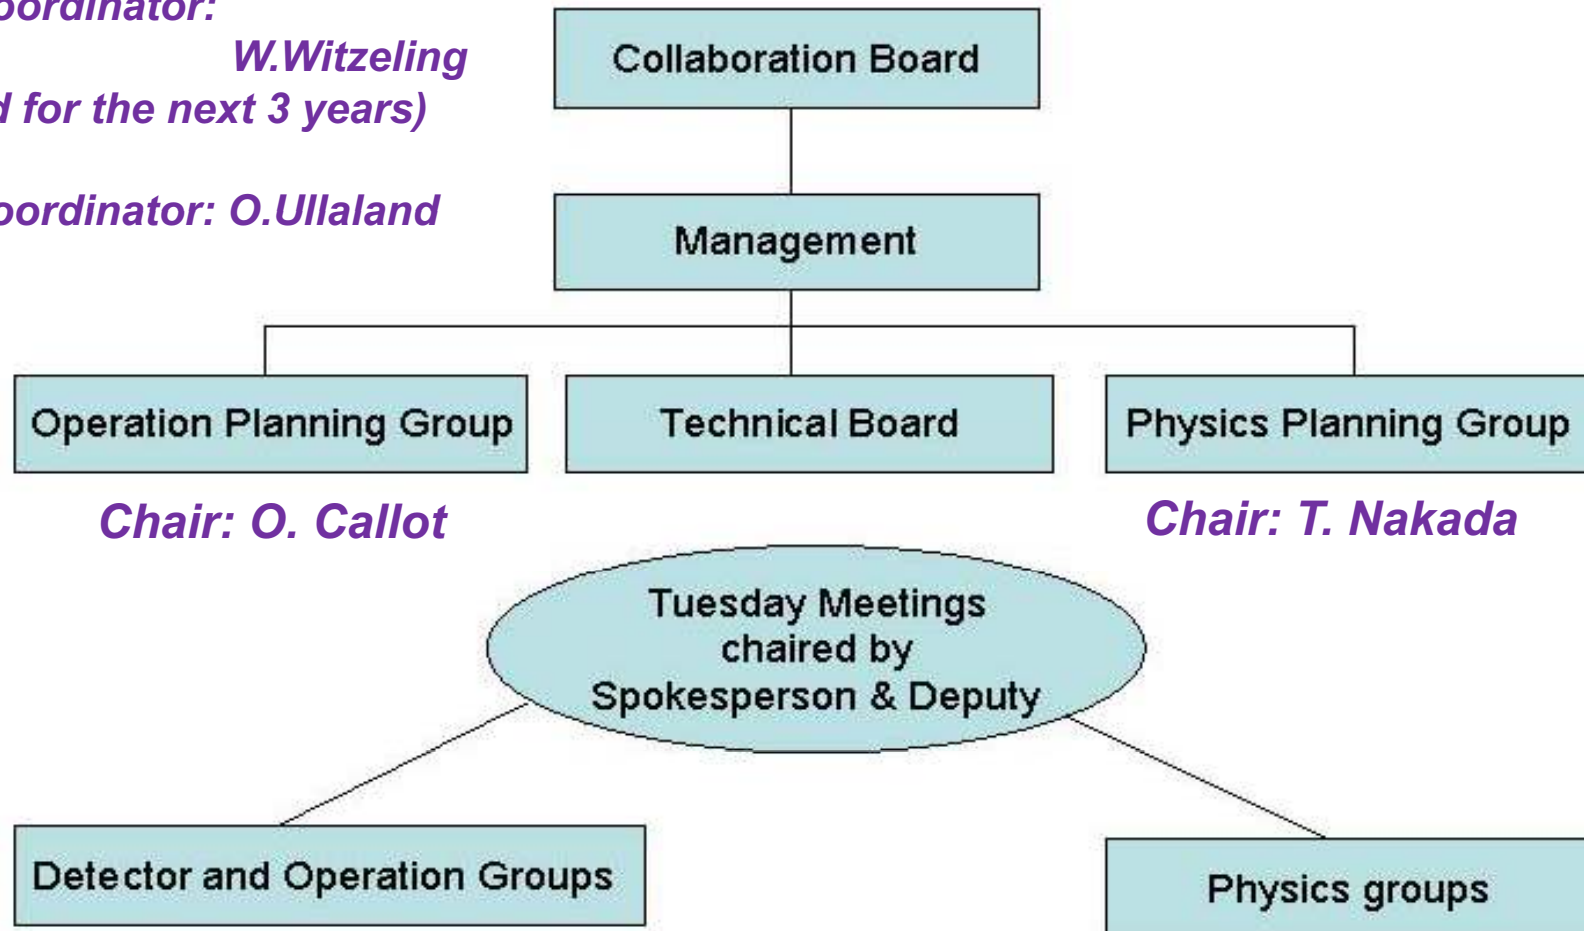 oordinator:
W.Witzeling
d for the next 3 years)
oordinator: O.Ullaland
Collaboration Board
Management
Operation Planning Group
Technical Board
Physics Planning Group
Chair: O. Callot
Chair: T. Nakada
Tuesday Meetings
chaired by
Spokesperson & Deputy
Detector and Operation Groups
Physics groups